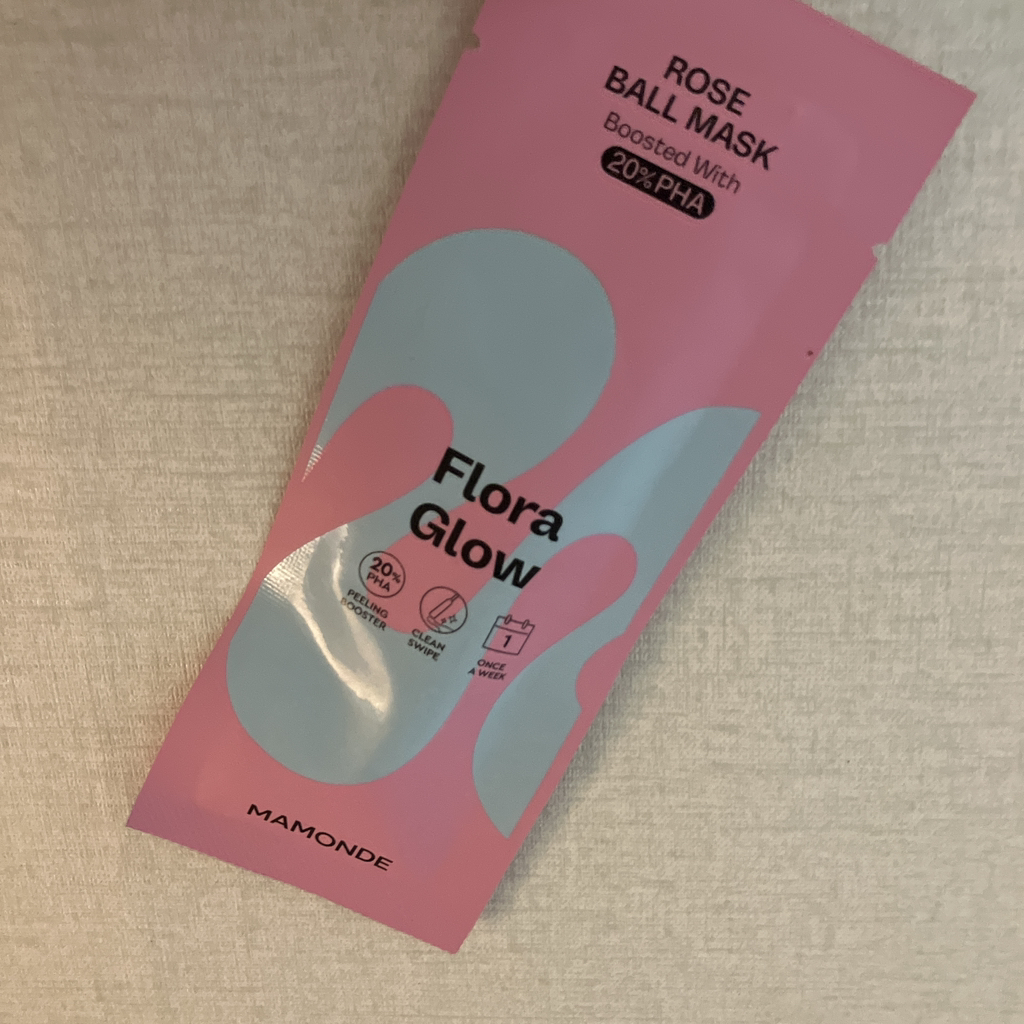 ROSE
BALL MASK
Boosted With
20%PHA
Flora
Glow
20%
PHA
PEELING
BOOSTER
CLEAN
SWIPE
1
ONCE
A WEEK
MAMONDE